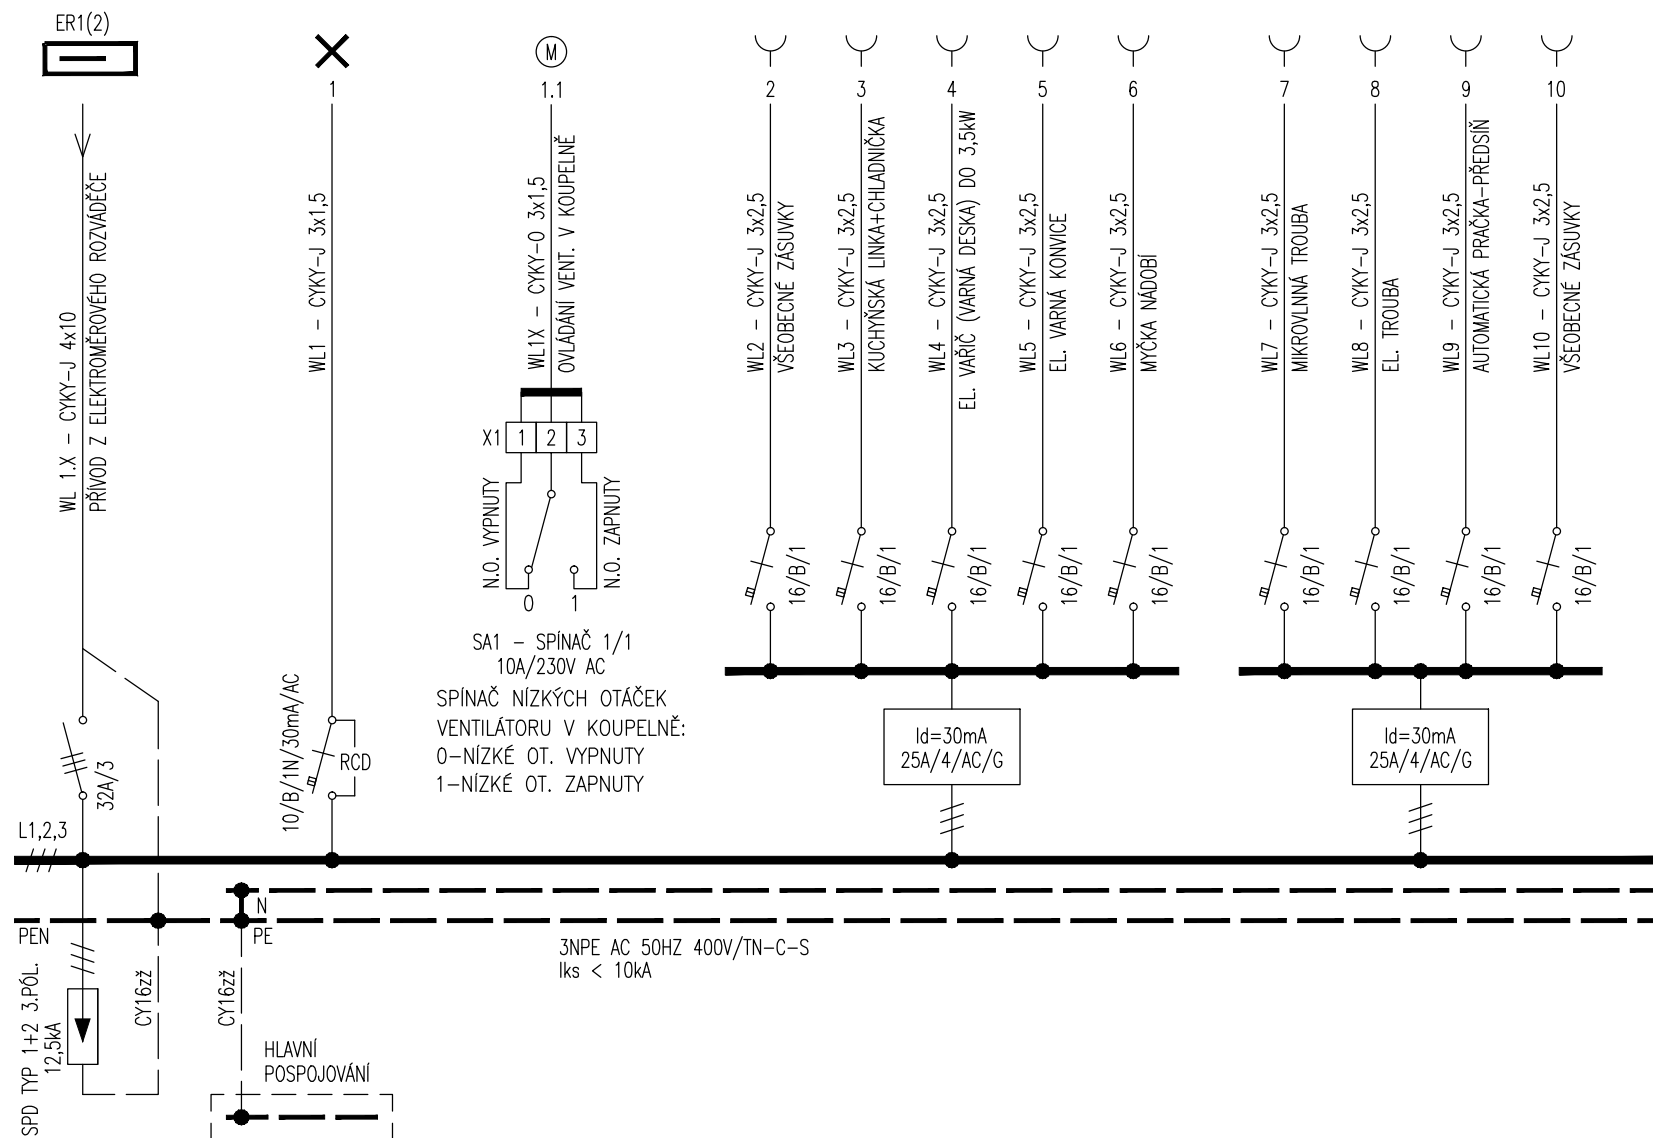 ER1(2)
M
1
1.1
2
3
4
5
6
7
8
9
10
WL 1.X – CYKY–J 4x10
PŘÍVOD Z ELEKTROMĚROVÉHO ROZVÁDĚČE
WL1 – CYKY–J 3x1,5
WL1X – CYKY–O 3x1,5
OVLÁDÁNÍ VENT. V KOUPELNĚ
WL2 – CYKY–J 3x2,5
VŠEOBECNÉ ZÁSUVKY
WL3 – CYKY–J 3x2,5
KUCHYŇSKÁ LINKA+CHLADNIČKA
WL4 – CYKY–J 3x2,5
EL. VAŘIČ (VARNÁ DESKA) DO 3,5kW
WL5 – CYKY–J 3x2,5
EL. VARNÁ KONVICE
WL6 – CYKY–J 3x2,5
MYČKA NÁDOBÍ
WL7 – CYKY–J 3x2,5
MIKROVLNNÁ TROUBA
WL8 – CYKY–J 3x2,5
EL. TROUBA
WL9 – CYKY–J 3x2,5
AUTOMATICKÁ PRAČKA–PŘEDSÍŇ
WL10 – CYKY–J 3x2,5
VŠEOBECNÉ ZÁSUVKY
X1 1 2 3
N.O. VYPNUTY
N.O. ZAPNUTY
0 1
16/B/1
16/B/1
16/B/1
16/B/1
16/B/1
16/B/1
16/B/1
16/B/1
16/B/1
SA1 – SPÍNAČ 1/1
10A/230V AC
SPÍNAČ NÍZKÝCH OTÁČEK
VENTILÁTORU V KOUPELNĚ:
0–NÍZKÉ OT. VYPNUTY
1–NÍZKÉ OT. ZAPNUTY
32A/3
10/B/1N/30mA/AC
RCD
Id=30mA
25A/4/AC/G
Id=30mA
25A/4/AC/G
L1,2,3
N
PEN
PE
3NPE AC 50HZ 400V/TN–C–S
Iks < 10kA
SPD TYP 1+2 3.PÓL.
12,5kA
CY16zž
CY16zž
HLAVNÍ
POSPOJOVÁNÍ